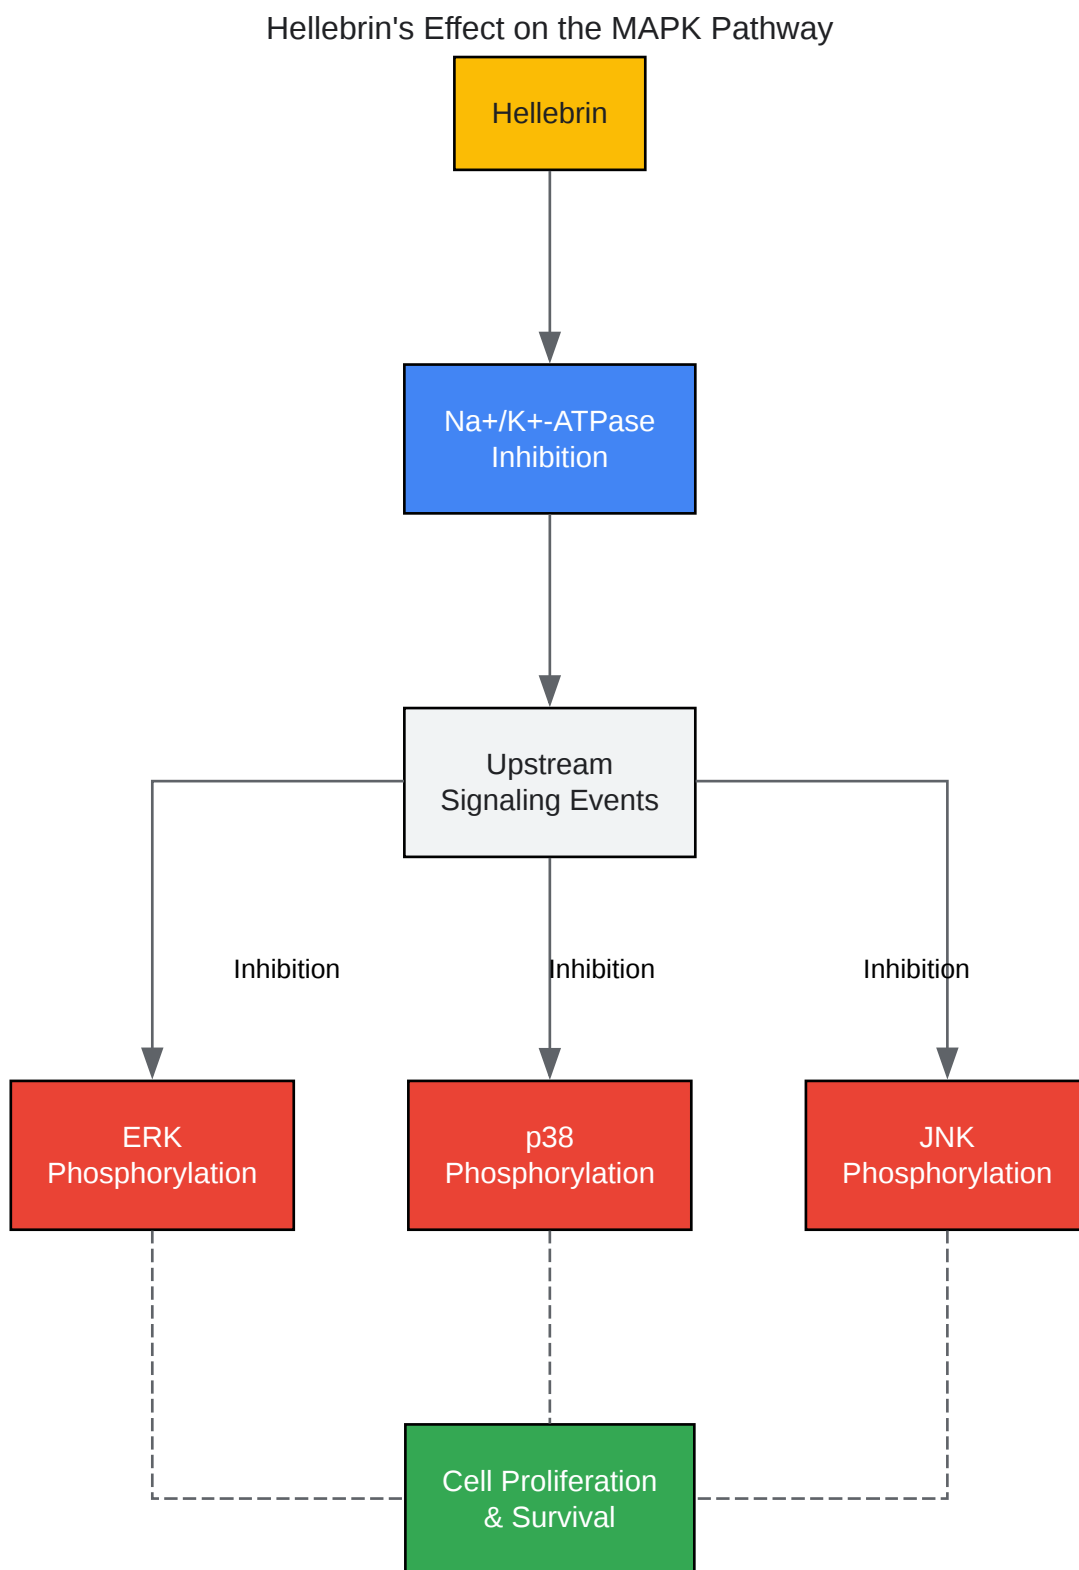 Hellebrin's Effect on the MAPK Pathway
Hellebrin
Na+/K+-ATPase
Inhibition
Upstream
Signaling Events
Inhibition
Inhibition
Inhibition
ERK
Phosphorylation
p38
Phosphorylation
JNK
Phosphorylation
Cell Proliferation
& Survival